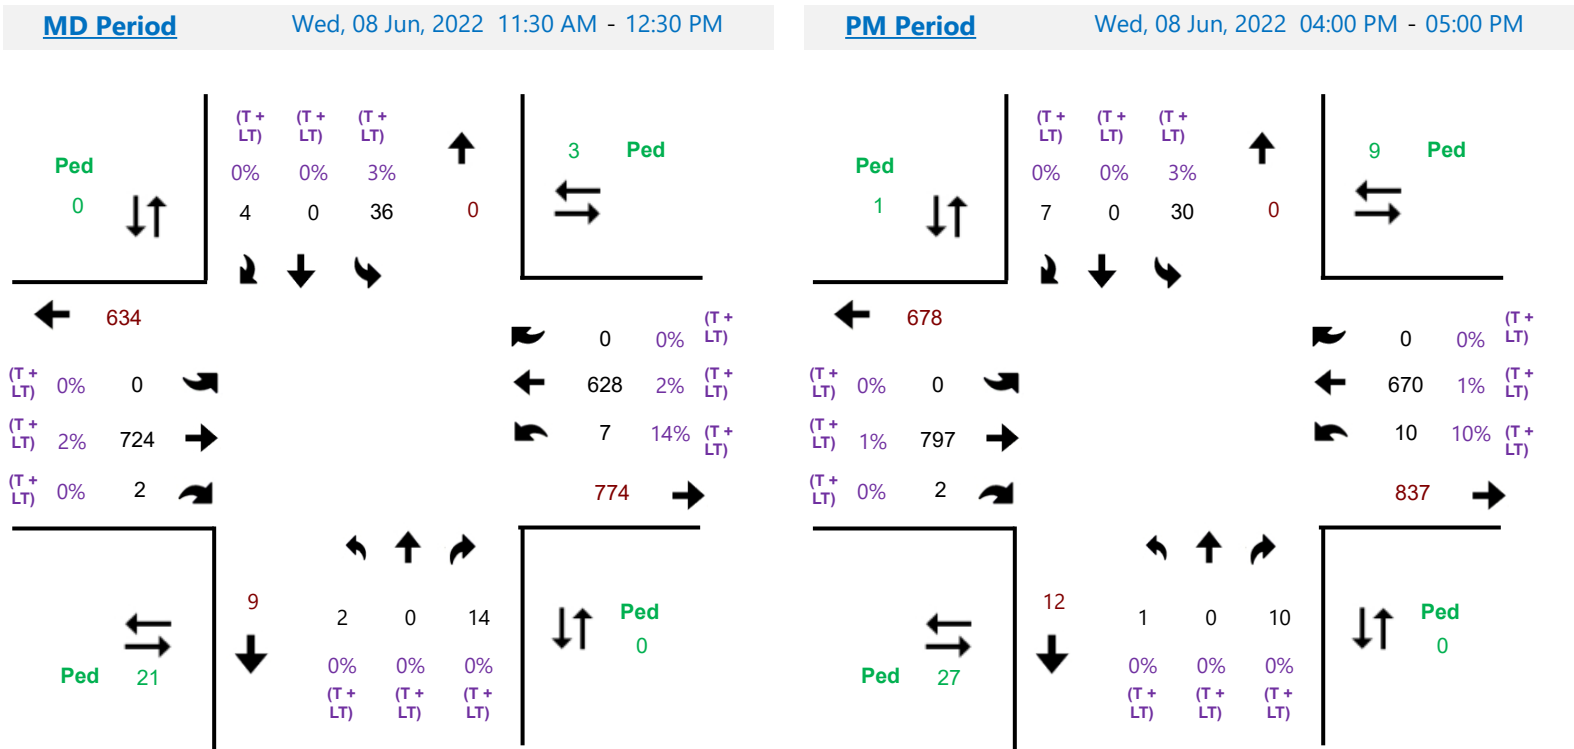 MD Period Wed, 08 Jun, 2022 11:30 AM - 12:30 PM
(T + LT) (T + LT) (T + LT)
0% 0% 3%
4 0 36 0
Ped
0
3 Ped
634
0 0% (T + LT)
628 2% (T + LT)
7 14% (T + LT)
774
(T + LT) 0% 0
(T + LT) 2% 724
(T + LT) 0% 2
9
2 0 14
0% 0% 0%
(T + LT) (T + LT) (T + LT)
Ped 21
Ped
0
PM Period Wed, 08 Jun, 2022 04:00 PM - 05:00 PM
(T + LT) (T + LT) (T + LT)
0% 0% 3%
7 0 30 0
Ped
1
9 Ped
678
0 0% (T + LT)
670 1% (T + LT)
10 10% (T + LT)
837
(T + LT) 0% 0
(T + LT) 1% 797
(T + LT) 0% 2
12
1 0 10
0% 0% 0%
(T + LT) (T + LT) (T + LT)
Ped 27
Ped
0